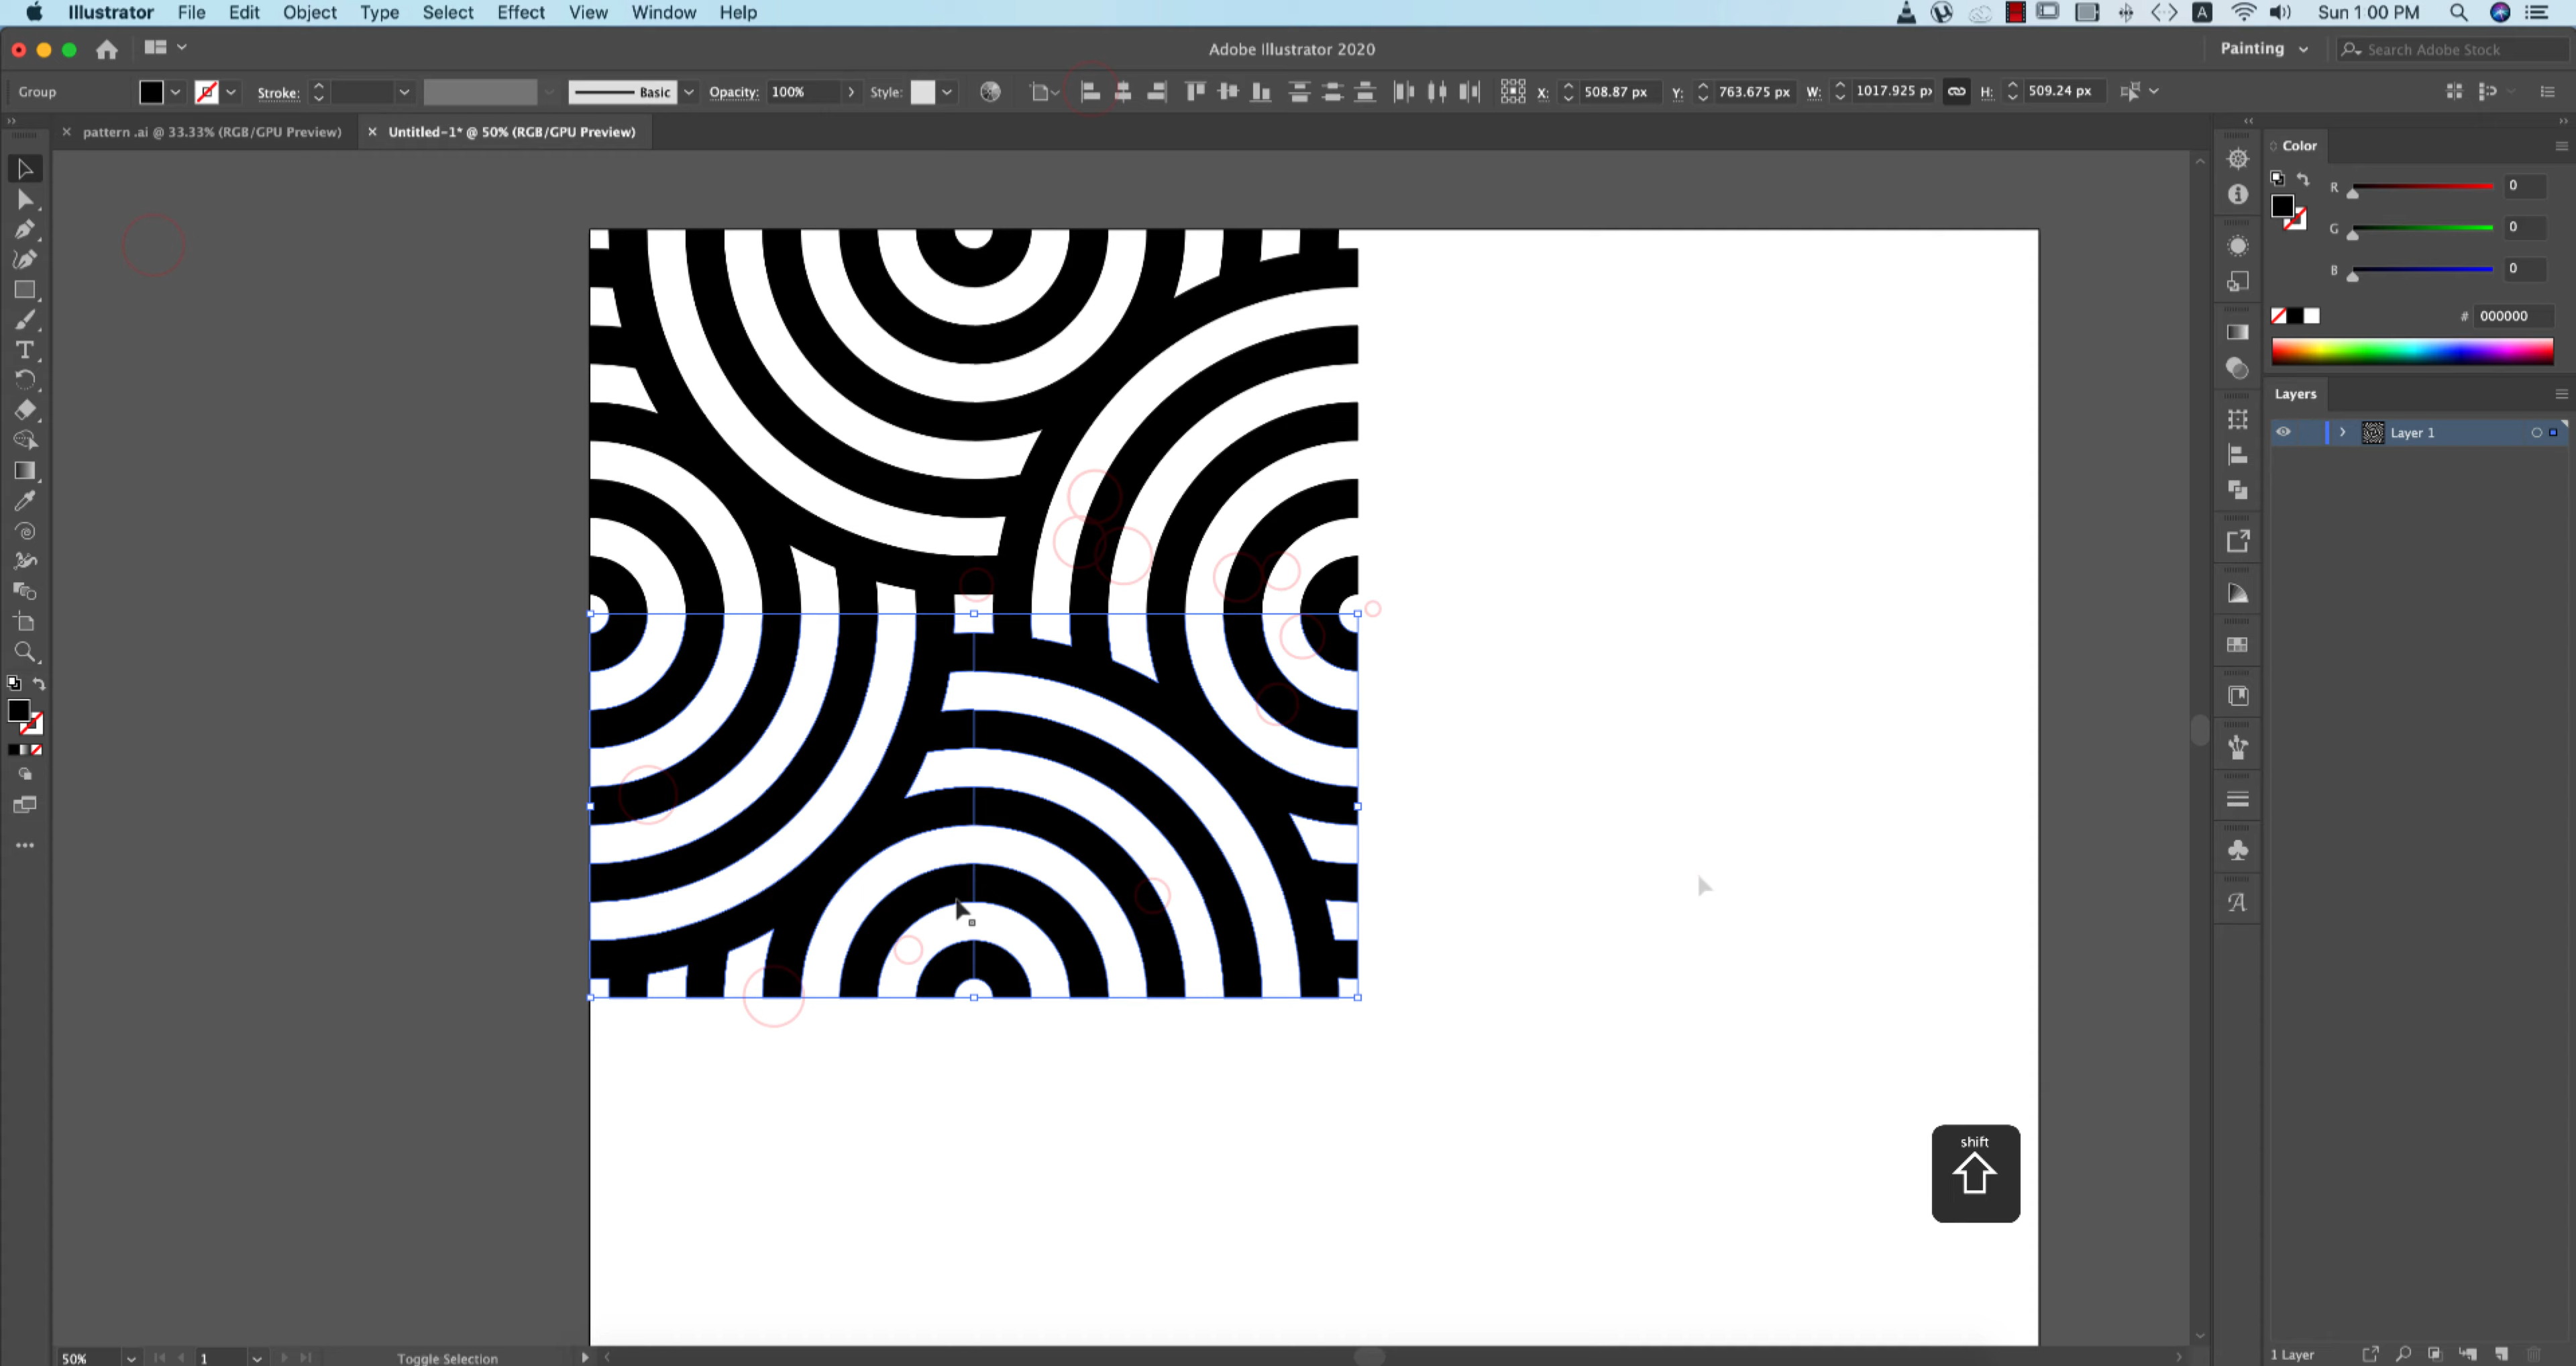 Illustrator File Edit Object Type Select Effect View Window Help A Sun 1 00 PM
Adobe Illustrator 2020 Painting Search Adobe Stock
Group Stroke: Basic Opacity: 100% Style: X: 508.87 px Y: 763.675 px W: 1017.925 p H: 509.24 px
pattern .ai @ 33.33% (RGB/GPU Preview) Untitled-1* @ 50% (RGB/GPU Preview)
Color
R 0
G 0
B 0
# 000000
Layers
Layer 1
shift
50% 1 Toggle Selection 1 Layer